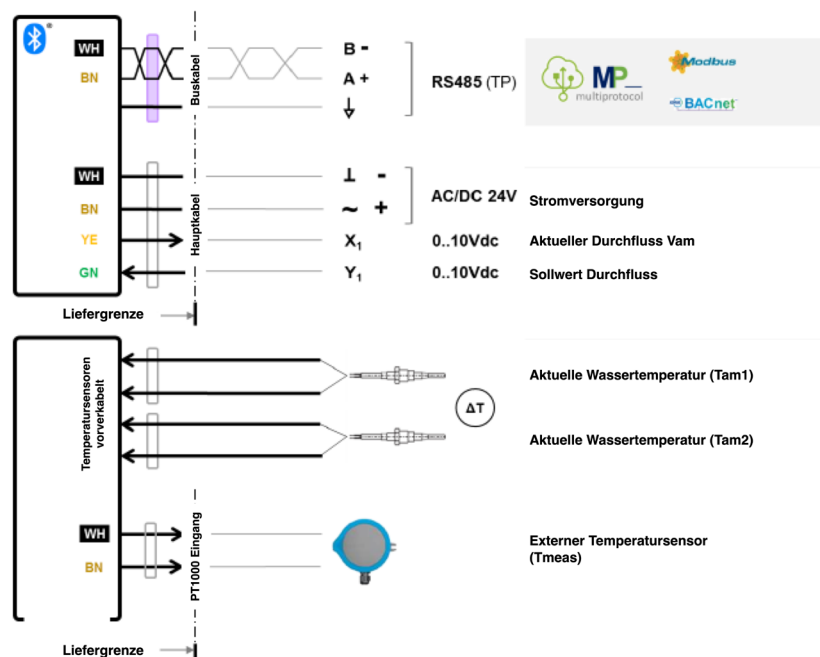 WH
B -
BN
A +
RS485 (TP)
Buskabel
MP
multiprotocol
Modbus
BACnet
WH
⊥ -
BN
~ +
AC/DC 24V
Stromversorgung
Hauptkabel
YE
X₁
0..10Vdc
Aktueller Durchfluss Vam
GN
Y₁
0..10Vdc
Sollwert Durchfluss
Liefergrenze
Temperatursensoren
vorverkabelt
Aktuelle Wassertemperatur (Tam1)
ΔT
Aktuelle Wassertemperatur (Tam2)
WH
BN
PT1000 Eingang
Externer Temperatursensor
(Tmeas)
Liefergrenze